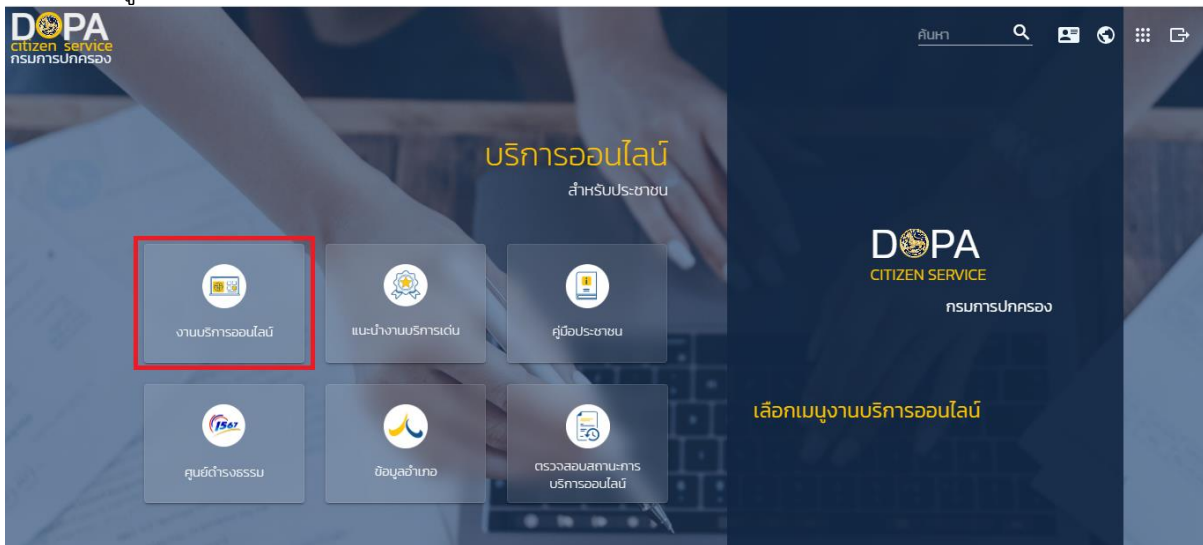 DOPA
citizen service
กรมการปกครอง
ค้นหา
บริการออนไลน์
สำหรับประชาชน
งานบริการออนไลน์
แนะนำงานบริการเด่น
คู่มือประชาชน
1567
ศูนย์ดำรงธรรม
ข้อมูลอำเภอ
ตรวจสอบสถานะการ
บริการออนไลน์
DOPA
CITIZEN SERVICE
กรมการปกครอง
เลือกเมนูงานบริการออนไลน์